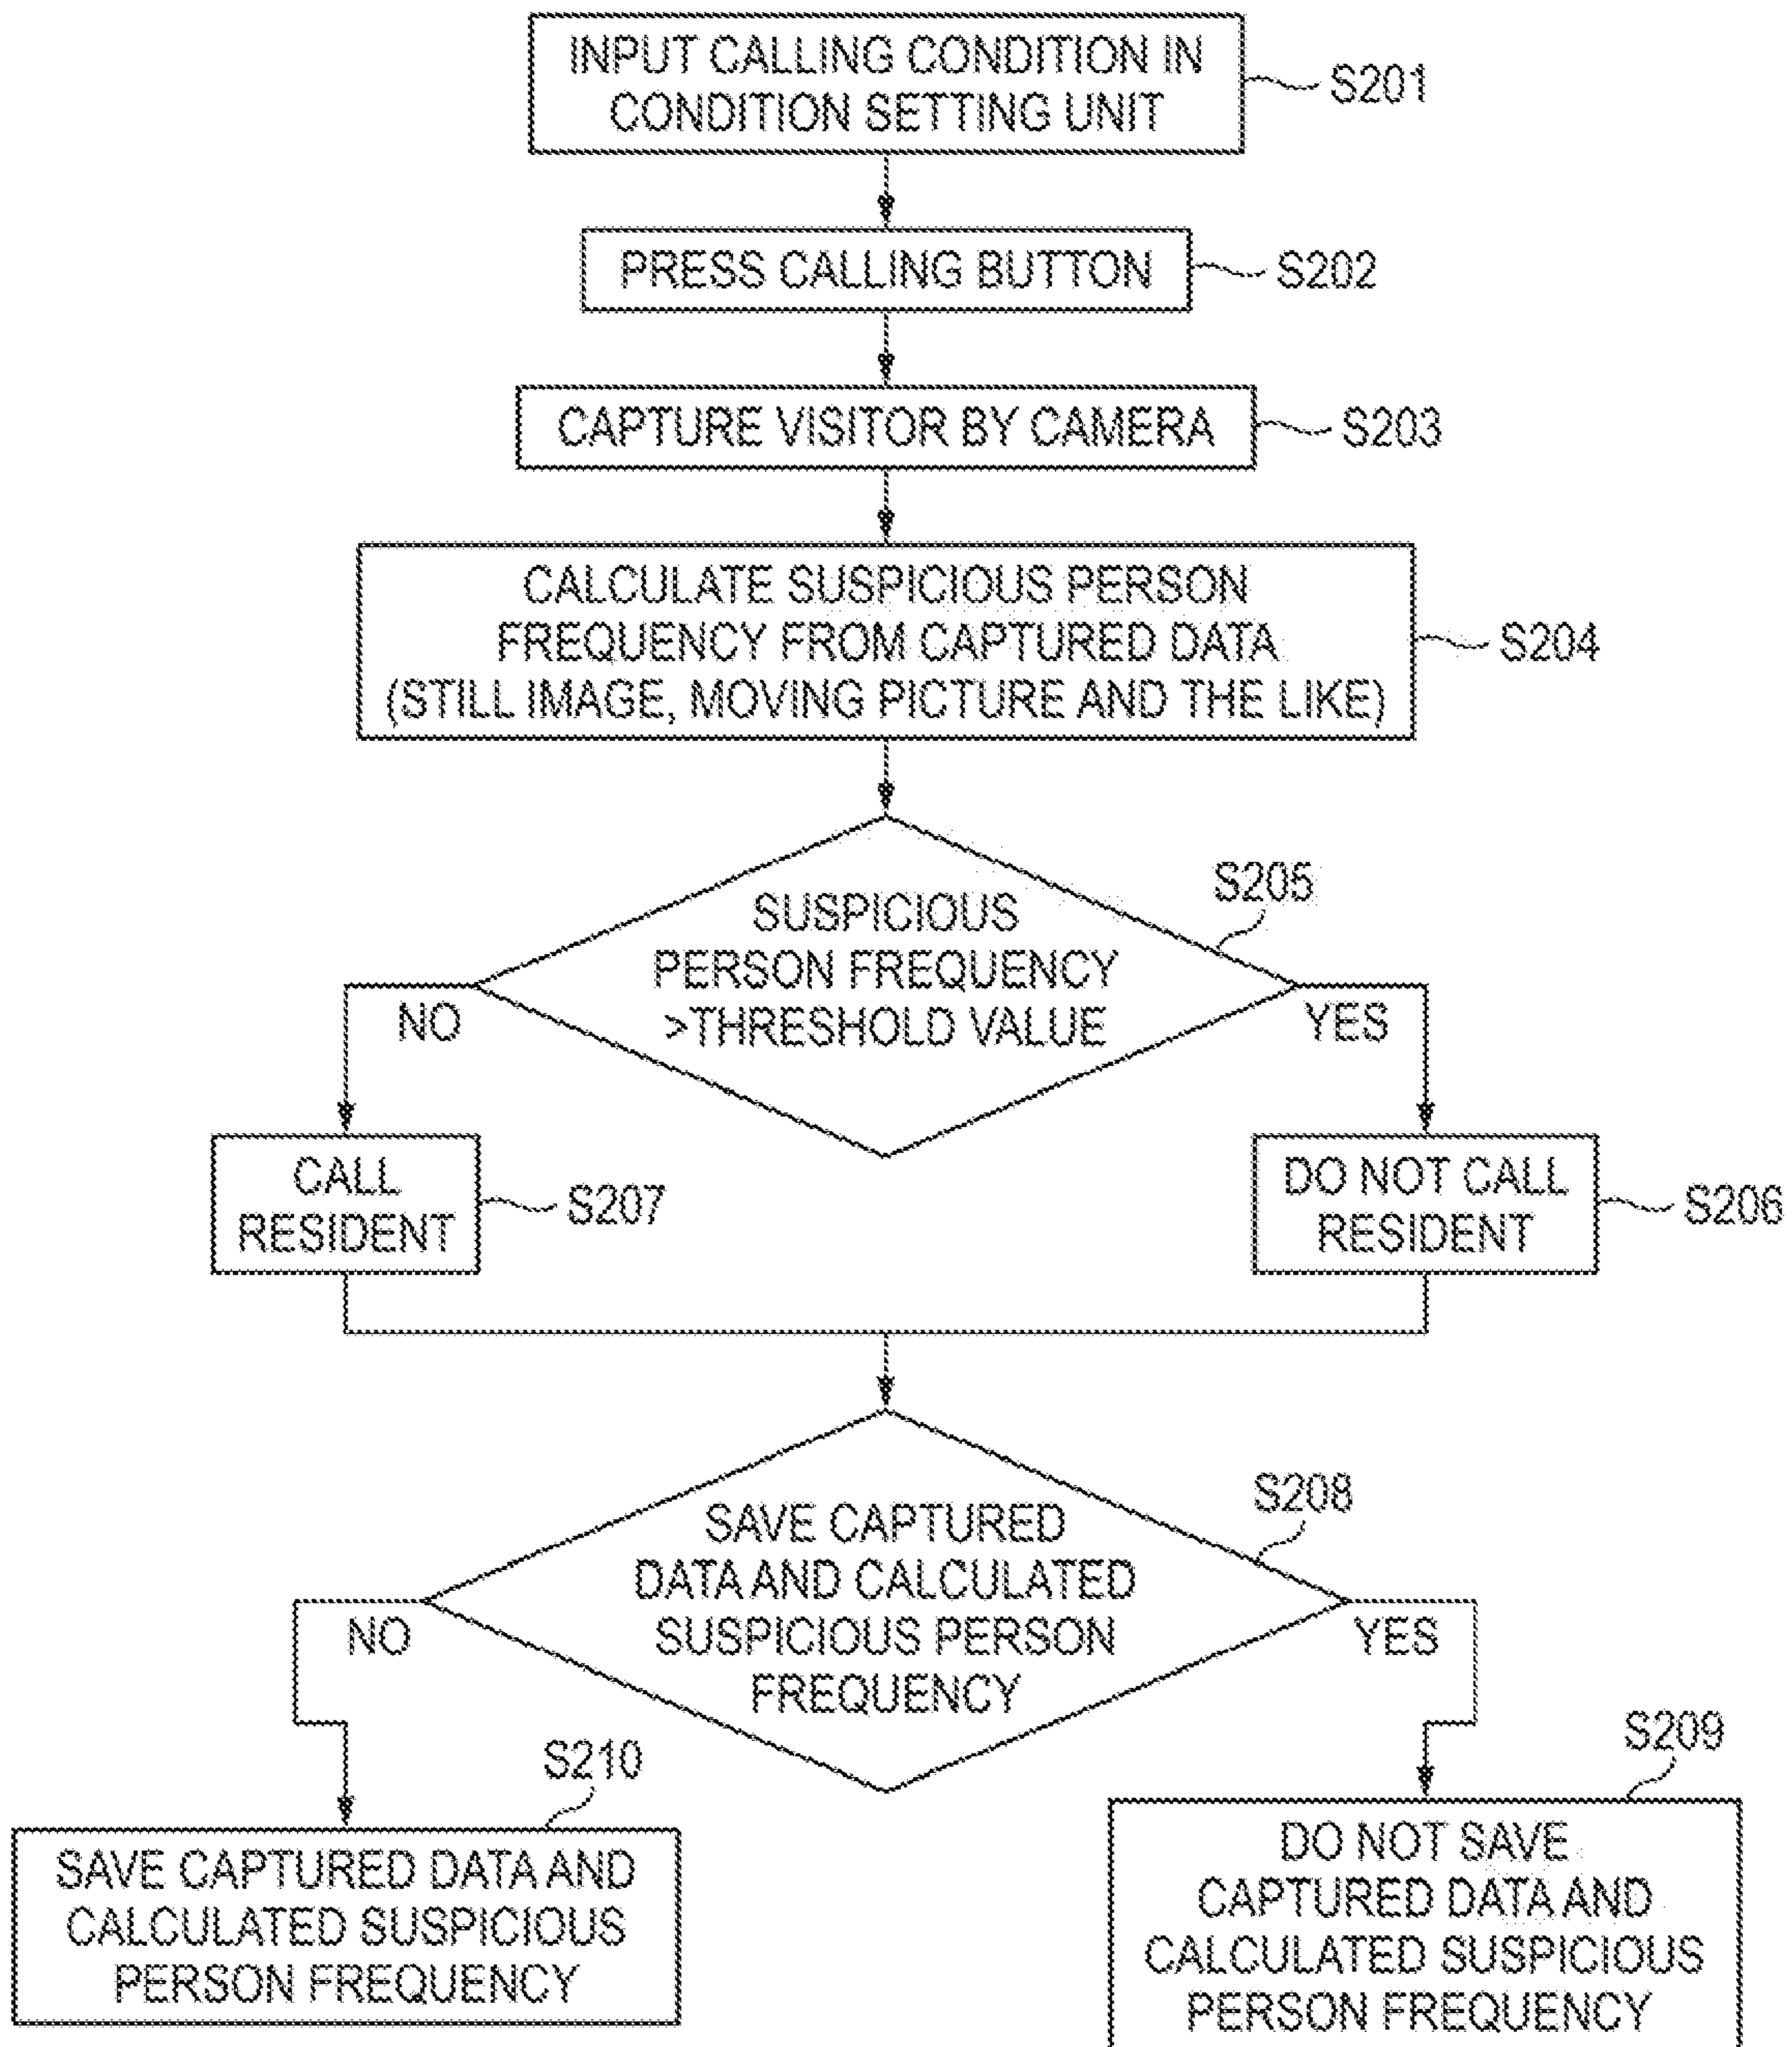 INPUT CALLING CONDITION IN
CONDITION SETTING UNIT
S201
PRESS CALLING BUTTON
S202
CAPTURE VISITOR BY CAMERA
S203
CALCULATE SUSPICIOUS PERSON
FREQUENCY FROM CAPTURED DATA
(STILL IMAGE, MOVING PICTURE AND THE LIKE)
S204
S205
SUSPICIOUS
PERSON FREQUENCY
>THRESHOLD VALUE
NO
YES
CALL
RESIDENT
S207
DO NOT CALL
RESIDENT
S206
S208
SAVE CAPTURED
DATA AND CALCULATED
SUSPICIOUS PERSON
FREQUENCY
NO
YES
S210
SAVE CAPTURED DATA AND
CALCULATED SUSPICIOUS
PERSON FREQUENCY
S209
DO NOT SAVE
CAPTURED DATA AND
CALCULATED SUSPICIOUS
PERSON FREQUENCY